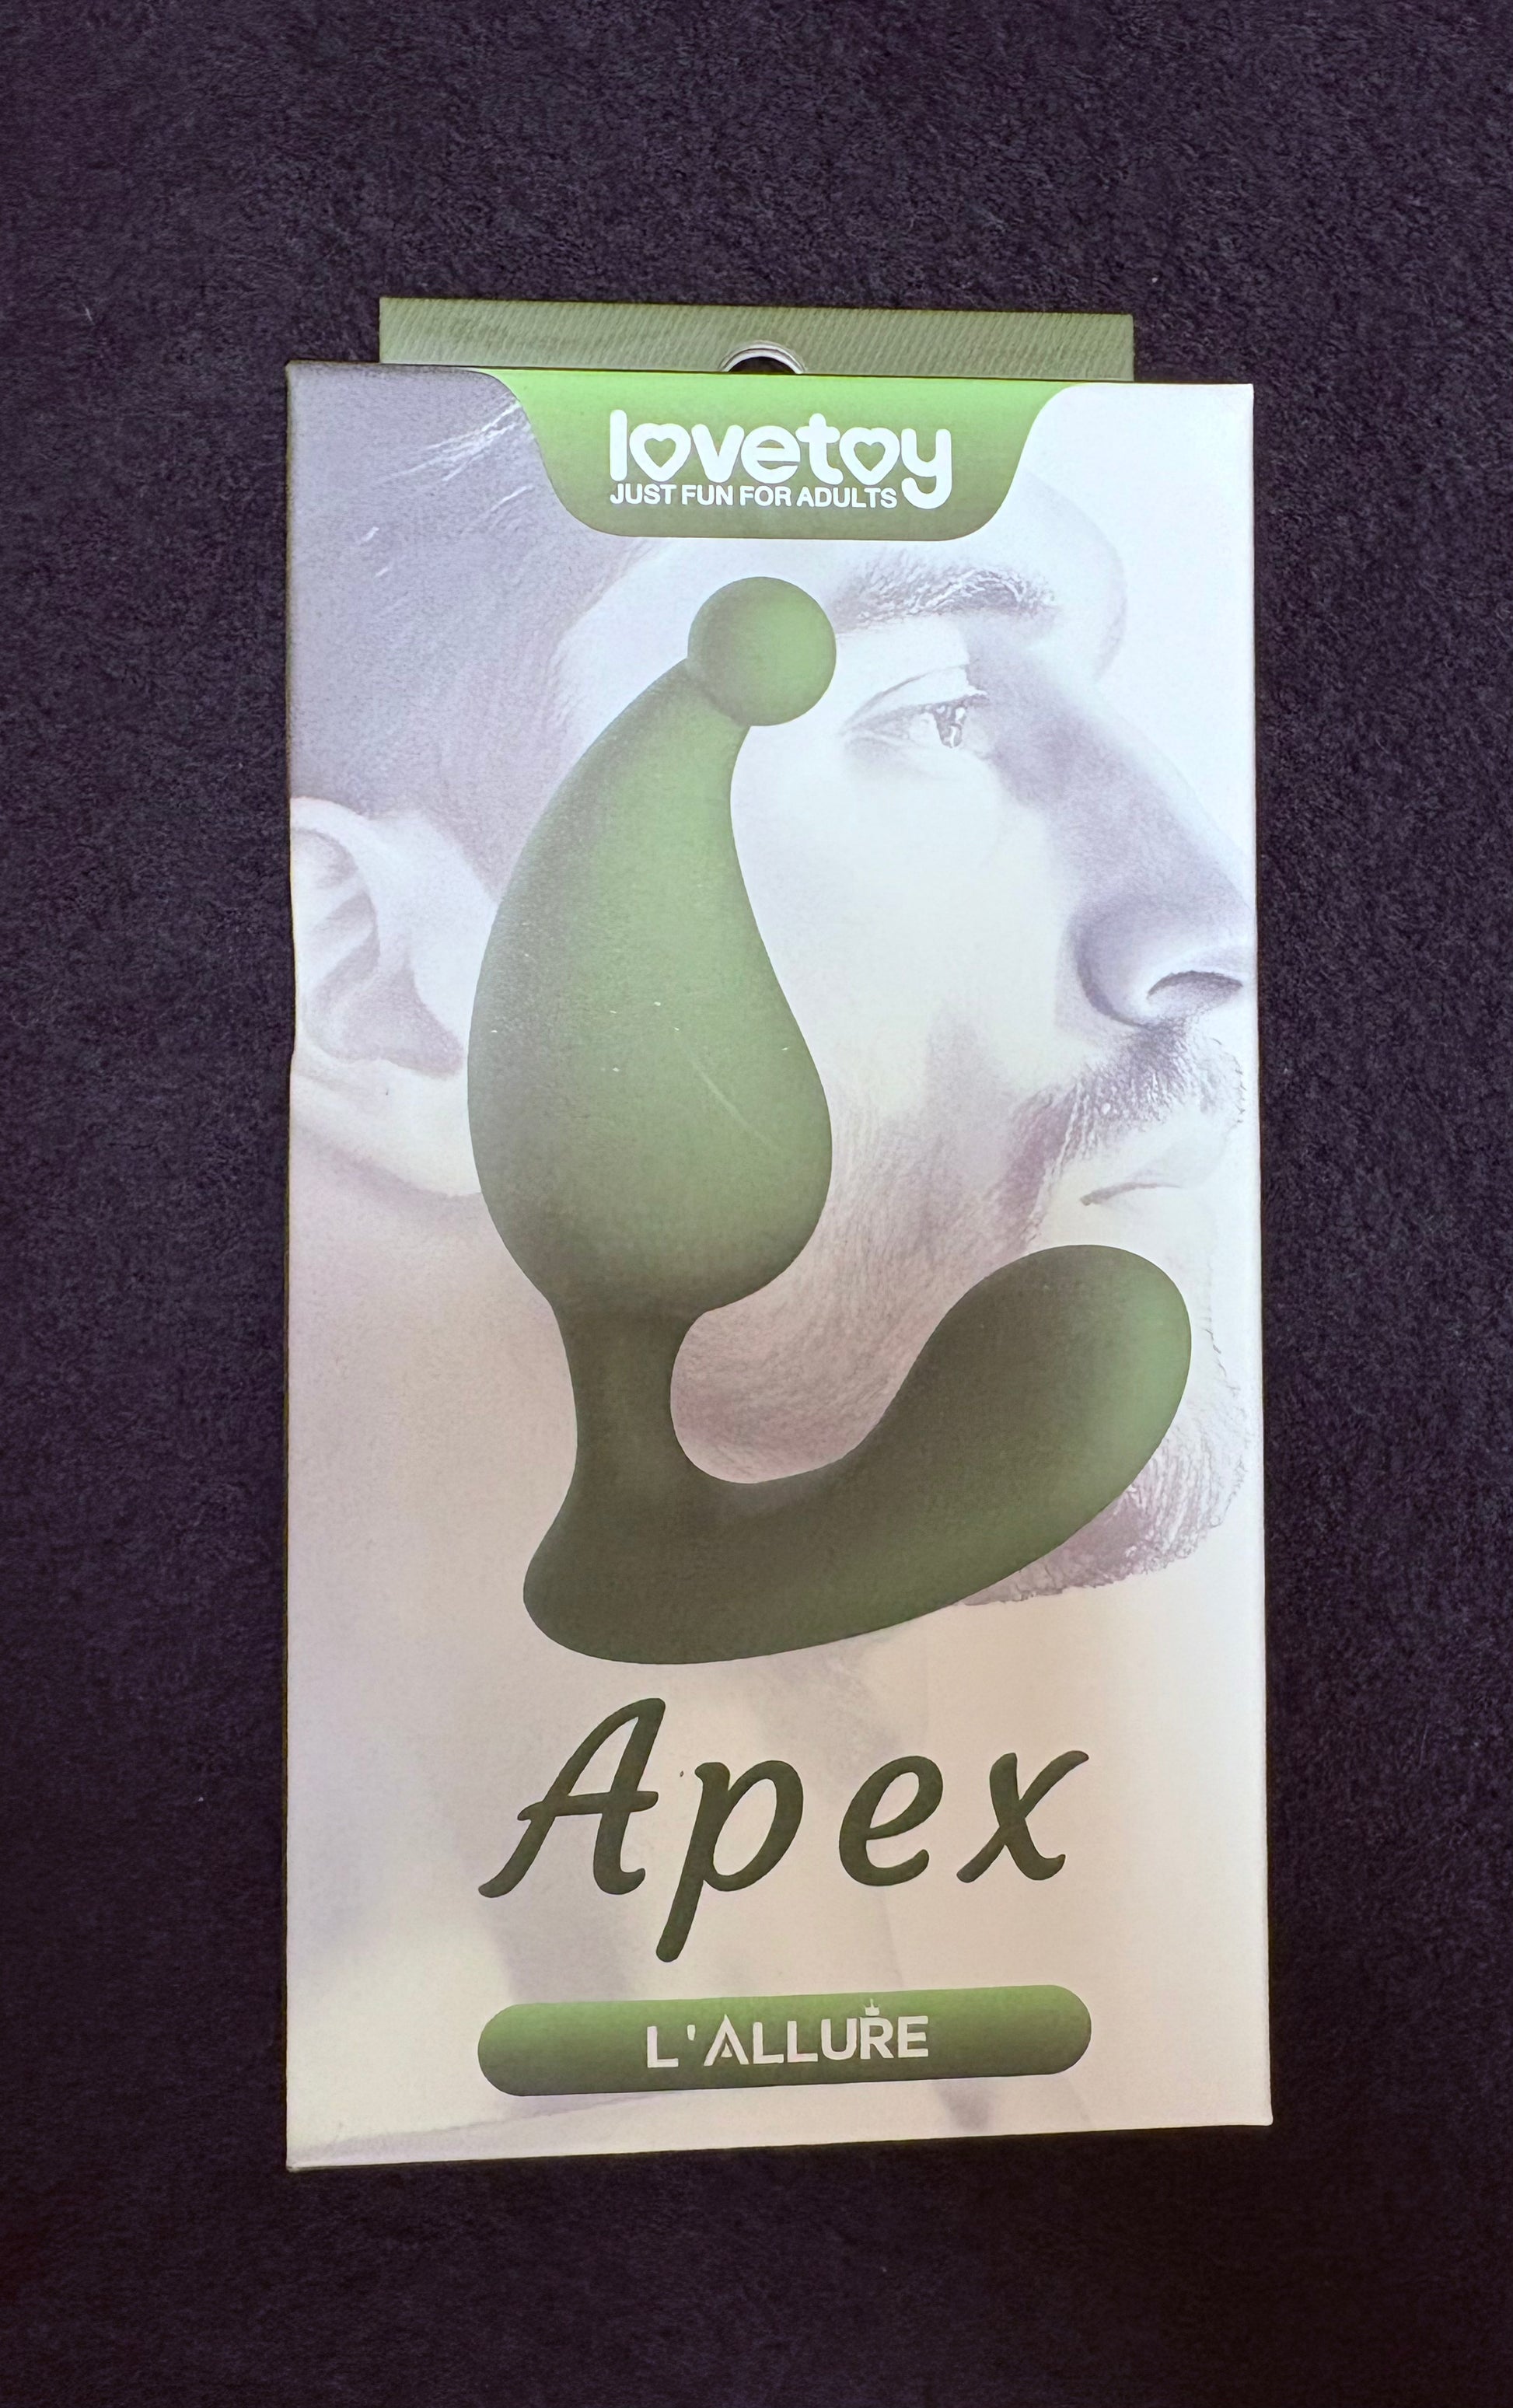 lovetoy
JUST FUN FOR ADULTS
Apex
L'ALLURE